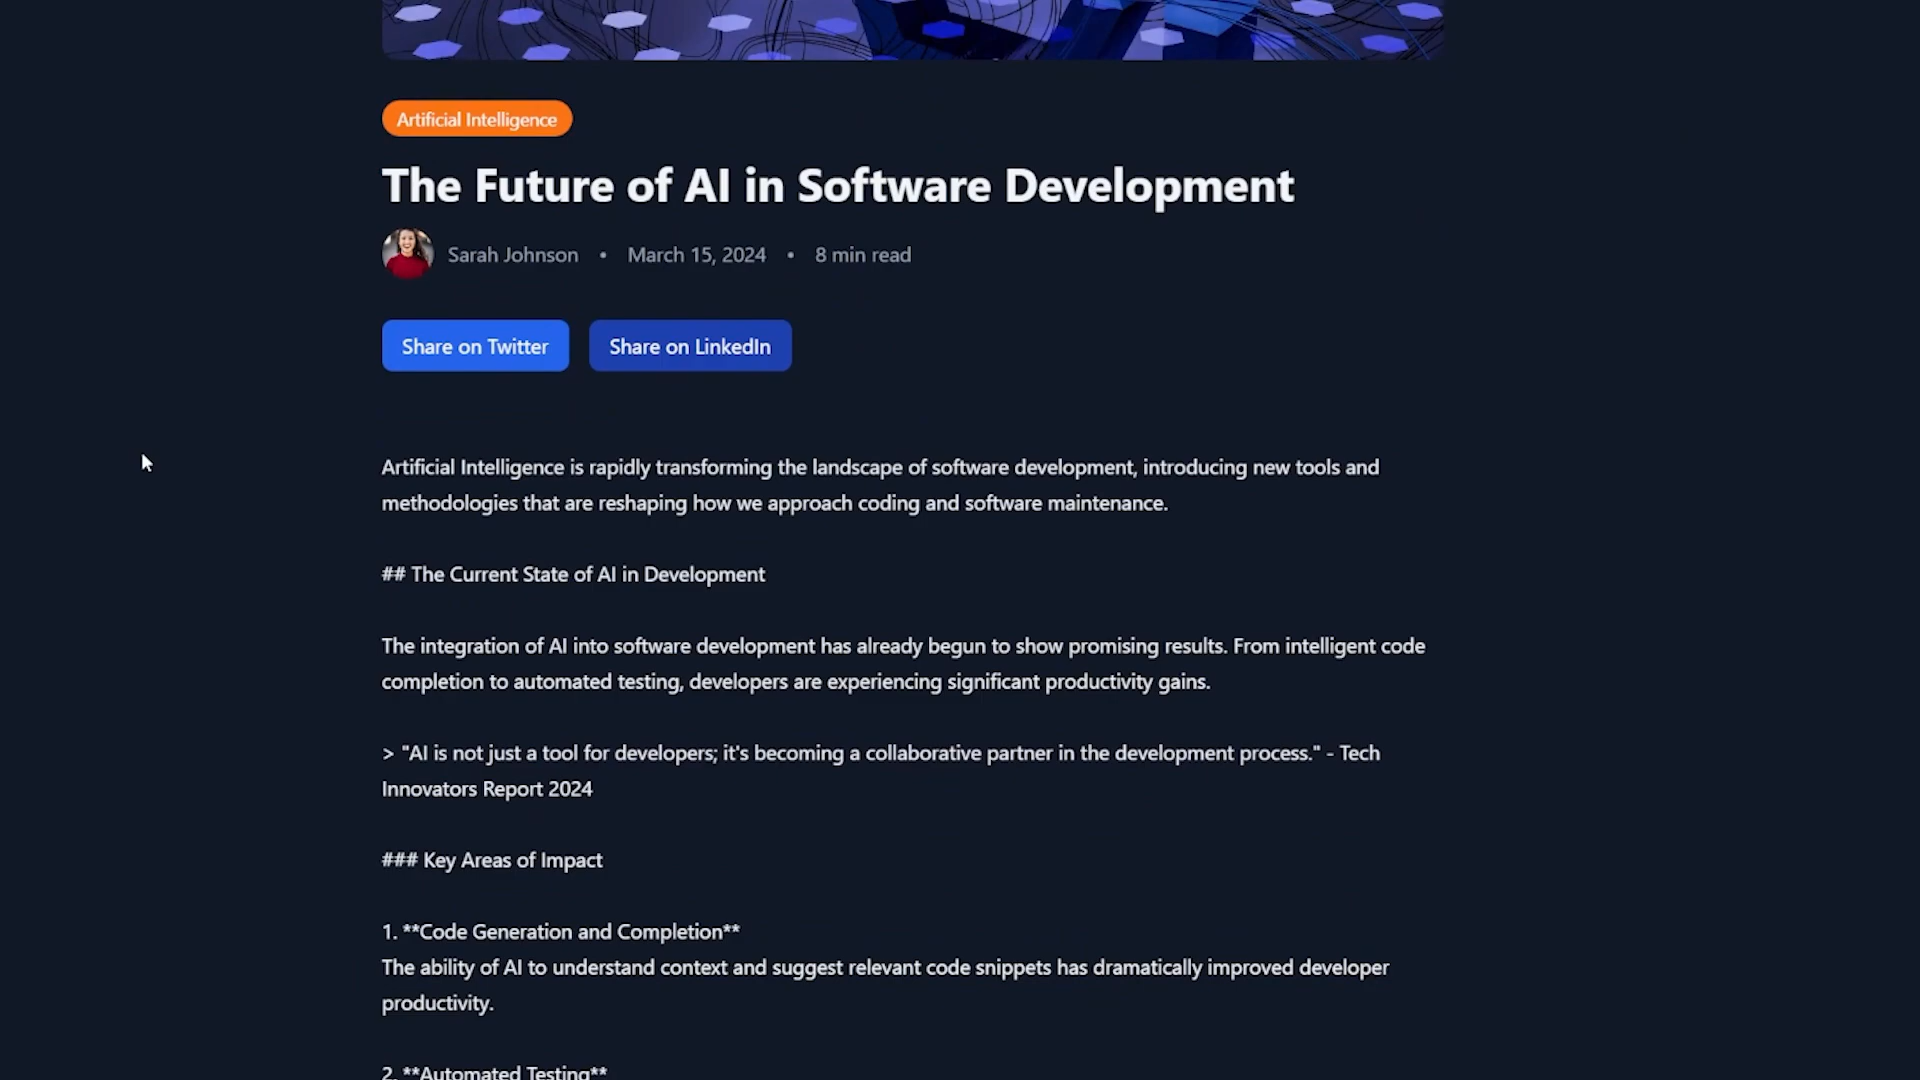 Artificial Intelligence
The Future of AI in Software Development
Sarah Johnson • March 15, 2024 • 8 min read
Share on Twitter Share on LinkedIn
Artificial Intelligence is rapidly transforming the landscape of software development, introducing new tools and
methodologies that are reshaping how we approach coding and software maintenance.
## The Current State of AI in Development
The integration of AI into software development has already begun to show promising results. From intelligent code
completion to automated testing, developers are experiencing significant productivity gains.
> "AI is not just a tool for developers; it's becoming a collaborative partner in the development process." - Tech
Innovators Report 2024
### Key Areas of Impact
1. **Code Generation and Completion**
The ability of AI to understand context and suggest relevant code snippets has dramatically improved developer
productivity.
2. **Automated Testing**